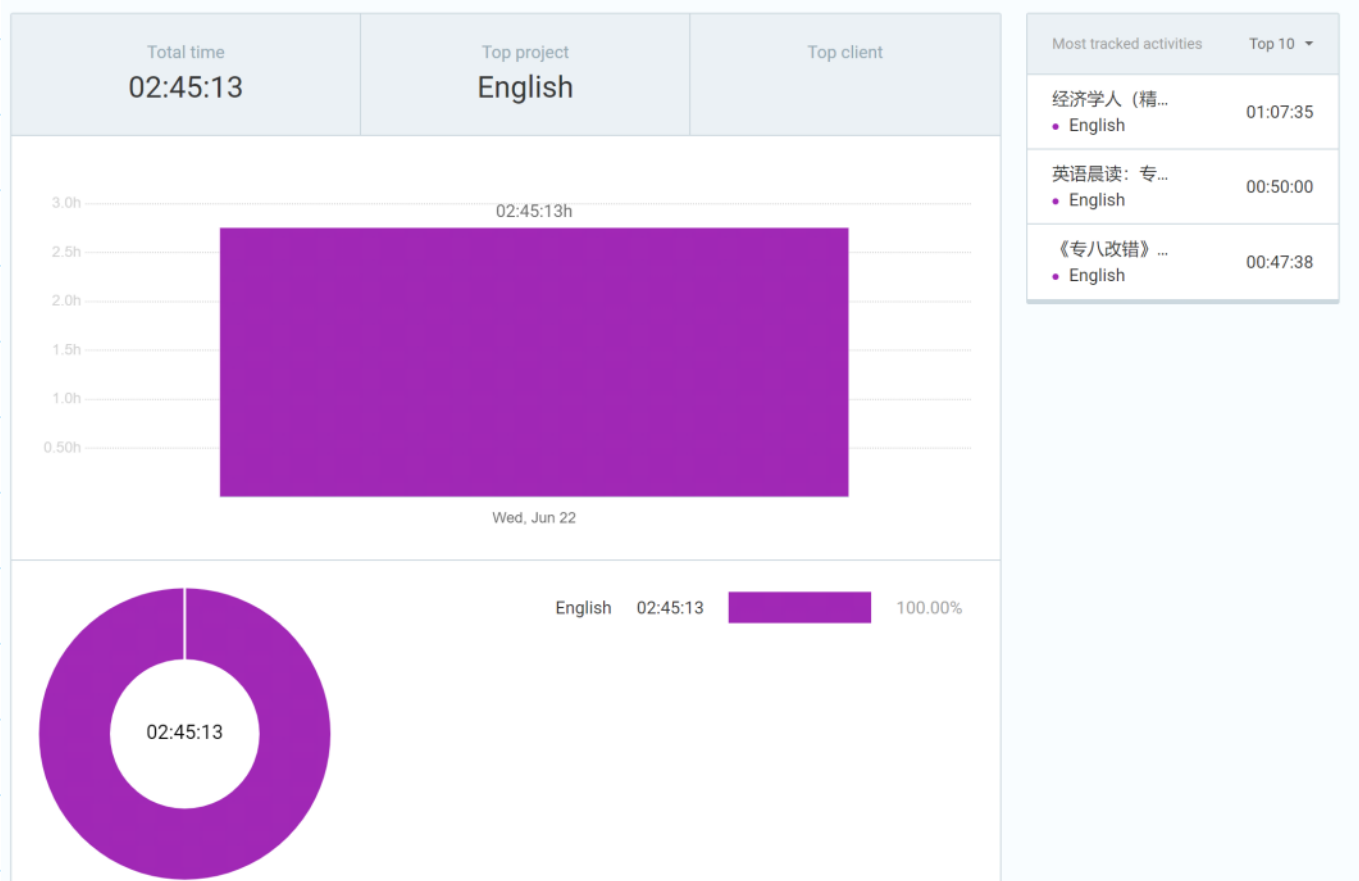 Total time
02:45:13
Top project
English
Top client
3.0h
2.5h
2.0h
1.5h
1.0h
0.50h
02:45:13h
Wed, Jun 22
02:45:13
English 02:45:13 100.00%
Most tracked activities Top 10
经济学人（精...
English
01:07:35
英语晨读：专...
English
00:50:00
《专八改错》...
English
00:47:38